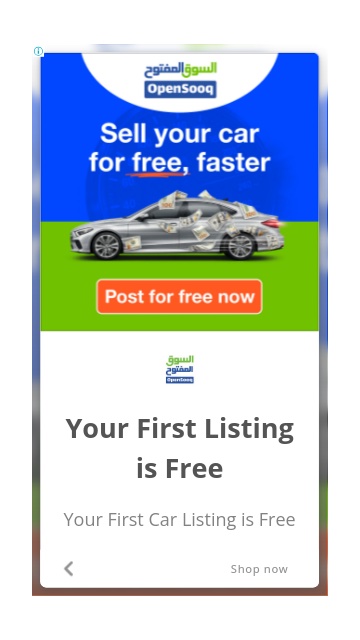 السوق المفتوح
OpenSooq
Sell your car
for free, faster
Post for free now
السوق
المفتوح
OpenSooq
Your First Listing
is Free
Your First Car Listing is Free
Shop now